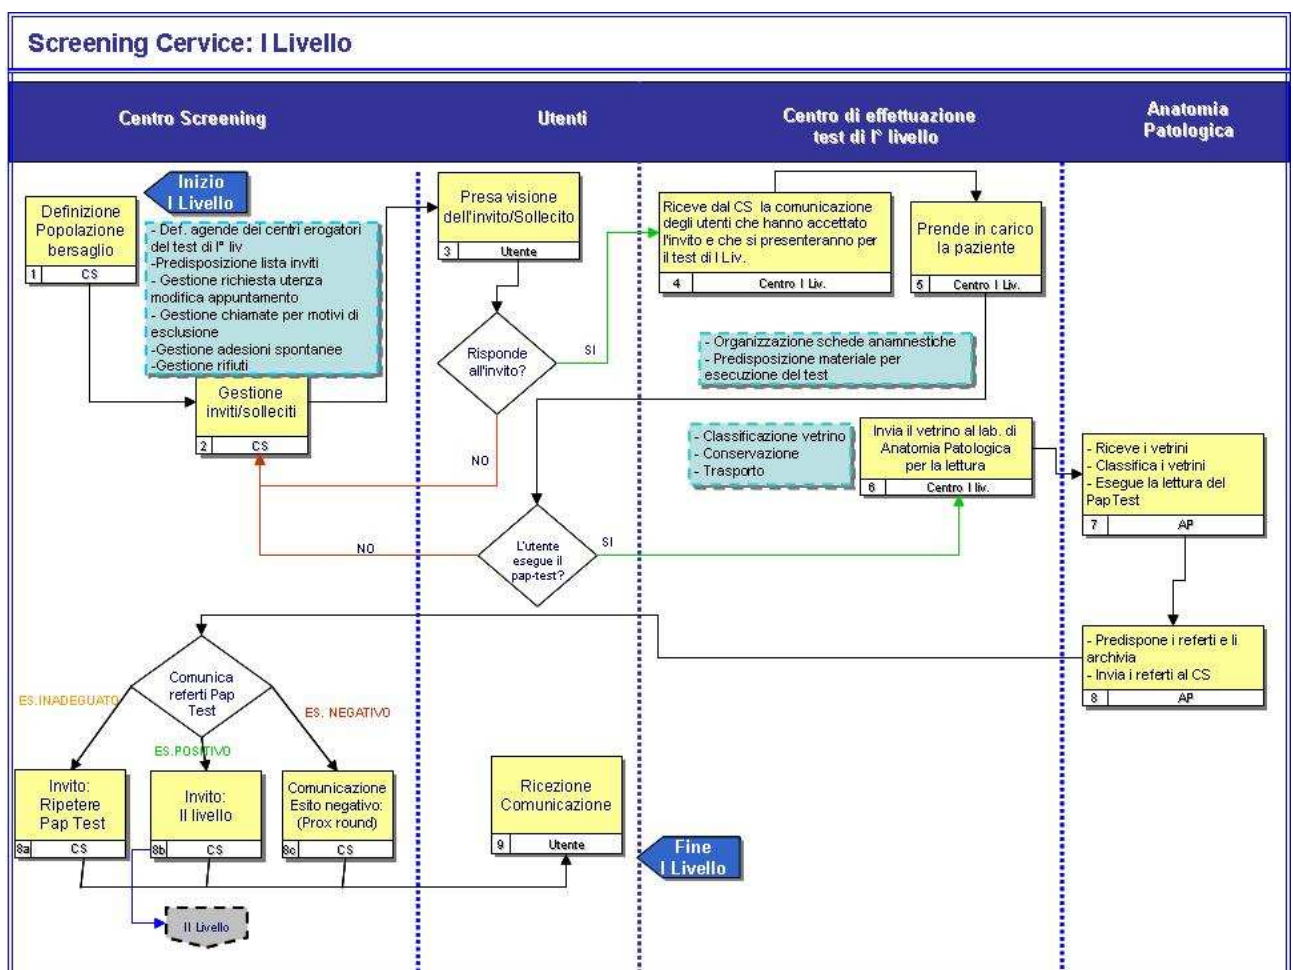 Screening Cervice: I Livello
Centro Screening
Utenti
Centro di effettuazione
test di I° livello
Anatomia
Patologica
Inizio
I Livello
Definizione
Popolazione
bersaglio
1 CS
- Def. agende dei centri erogatori
del test di I° liv
-Predisposizione lista inviti
- Gestione richiesta utenza
modifica appuntamento
- Gestione chiamate per motivi di
esclusione
-Gestione adesioni spontanee
-Gestione rifiuti
Gestione
inviti/solleciti
2 CS
Presa visione
dell'invito/Sollecito
3 Utente
Risponde
all'invito?
SI
NO
Riceve dal CS la comunicazione
degli utenti che hanno accettato
l'invito e che si presenteranno per
il test di I Liv.
4 Centro I Liv.
Prende in carico
la paziente
5 Centro I Liv.
- Organizzazione schede anamnestiche
- Predisposizione materiale per
esecuzione del test
- Classificazione vetrino
- Conservazione
- Trasporto
Invia il vetrino al lab. di
Anatomia Patologica
per la lettura
6 Centro I liv.
- Riceve i vetrini
- Classifica i vetrini
- Esegue la lettura del
PapTest
7 AP
L'utente
esegue il
pap-test?
NO
SI
- Predispone i referti e li
archivia
- Invia i referti al CS
8 AP
Comunica
referti Pap
Test
ES.INADEGUATO
ES.POSITIVO
ES. NEGATIVO
Invito:
Ripetere
Pap Test
8a CS
Invito:
II livello
8b CS
Comunicazione
Esito negativo:
(Prox round)
8c CS
Ricezione
Comunicazione
9 Utente
Fine
I Livello
II Livello